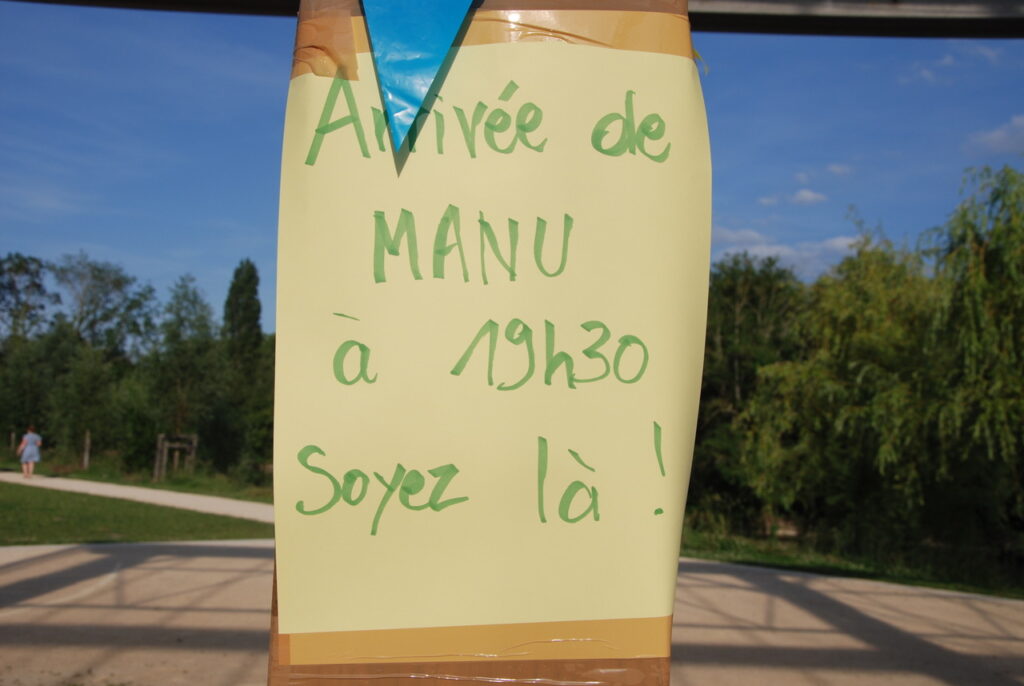 Arrivée de
MANU
à 19h30
Soyez là !